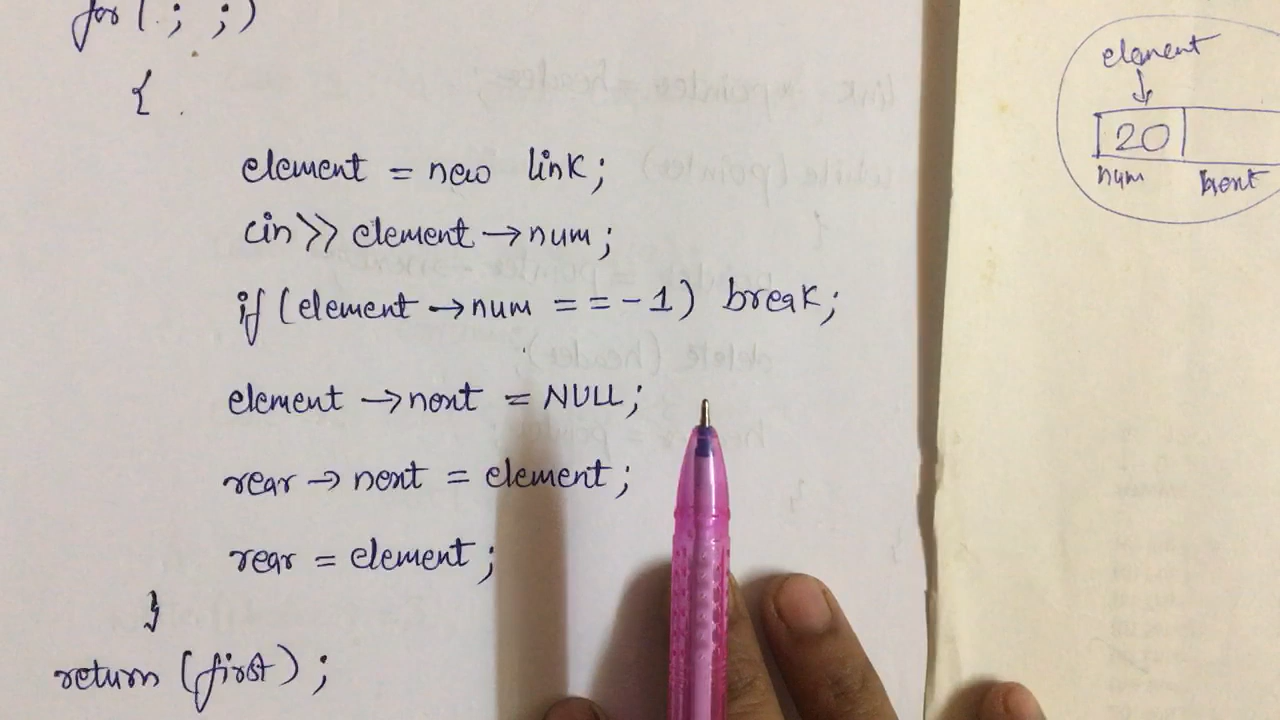 for( ; ;)
{
element = new link;
cin>> element →num;
if (element →num == -1) break;
element →next = NULL;
rear → next = element;
rear = element;
}
return (first);
element
20
num next